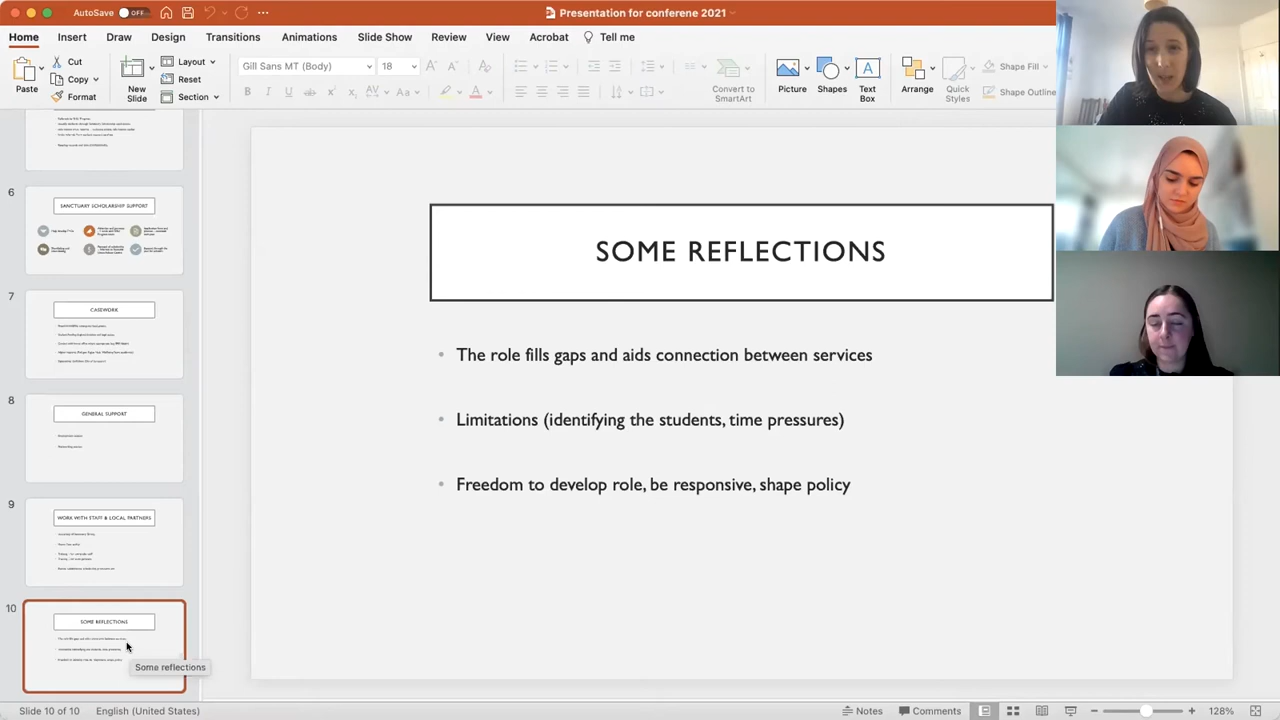 AutoSave OFF
Presentation for conferene 2021
Home Insert Draw Design Transitions Animations Slide Show Review View Acrobat Tell me
Paste
Cut
Copy
Format
New Slide
Layout
Reset
Section
Gill Sans MT (Body) 18
Convert to SmartArt
Picture
Shapes
Text Box
Arrange
Quick Styles
Shape Fill
Shape Outline
6
SANCTUARY SCHOLARSHIP SUPPORT
7
CASEWORK
8
GENERAL SUPPORT
9
WORK WITH STAFF & LOCAL PARTNERS
10
SOME REFLECTIONS
Some reflections
SOME REFLECTIONS
• The role fills gaps and aids connection between services
• Limitations (identifying the students, time pressures)
• Freedom to develop role, be responsive, shape policy
Slide 10 of 10 English (United States)
Notes Comments 128%